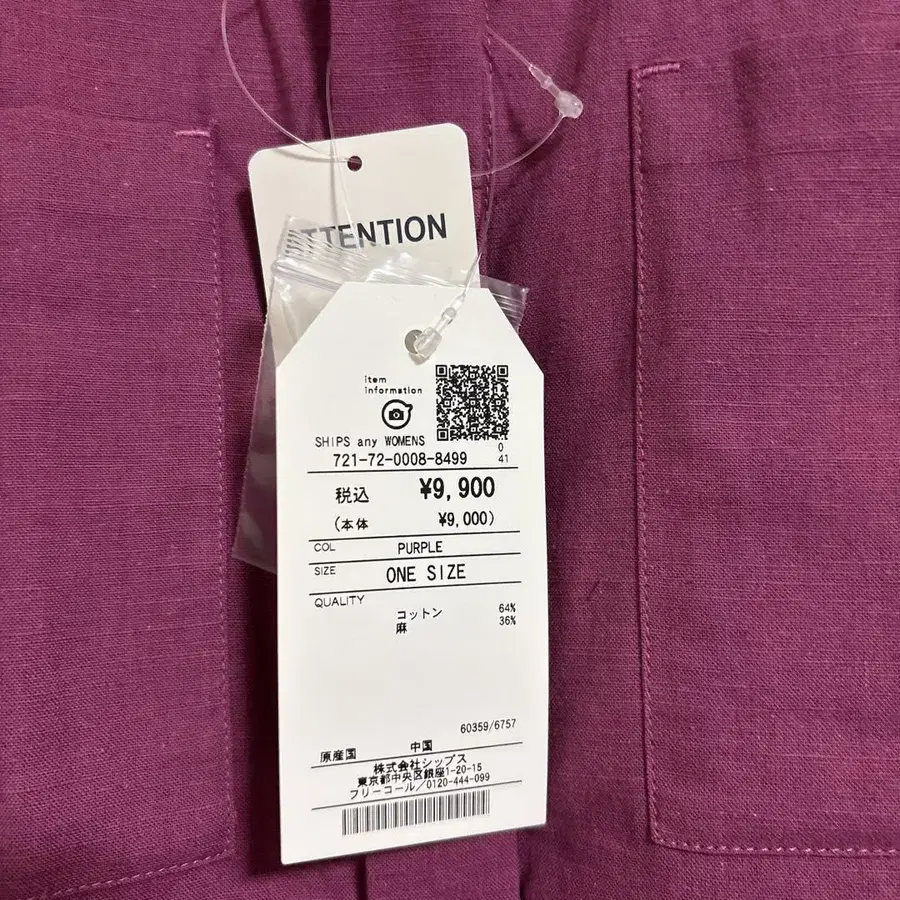 ATTENTION
item
information
SHIPS any WOMENS
0
721-72-0008-8499
41
税込 ¥9,900
(本体 ¥9,000)
COL PURPLE
SIZE ONE SIZE
QUALITY
コットン 64%
麻 36%
60359/6757
原産国 中国
株式会社シップス
東京都中央区銀座1-20-15
フリーコール/0120-444-099